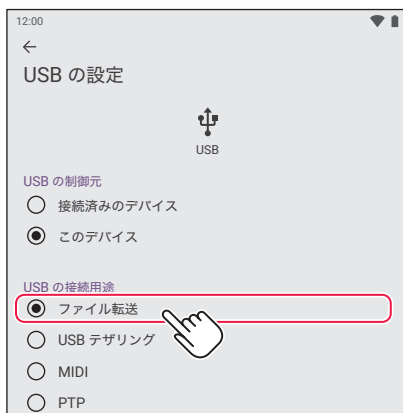 12:00
USB の設定
USB
USB の制御元
接続済みのデバイス
このデバイス
USB の接続用途
ファイル転送
USB テザリング
MIDI
PTP